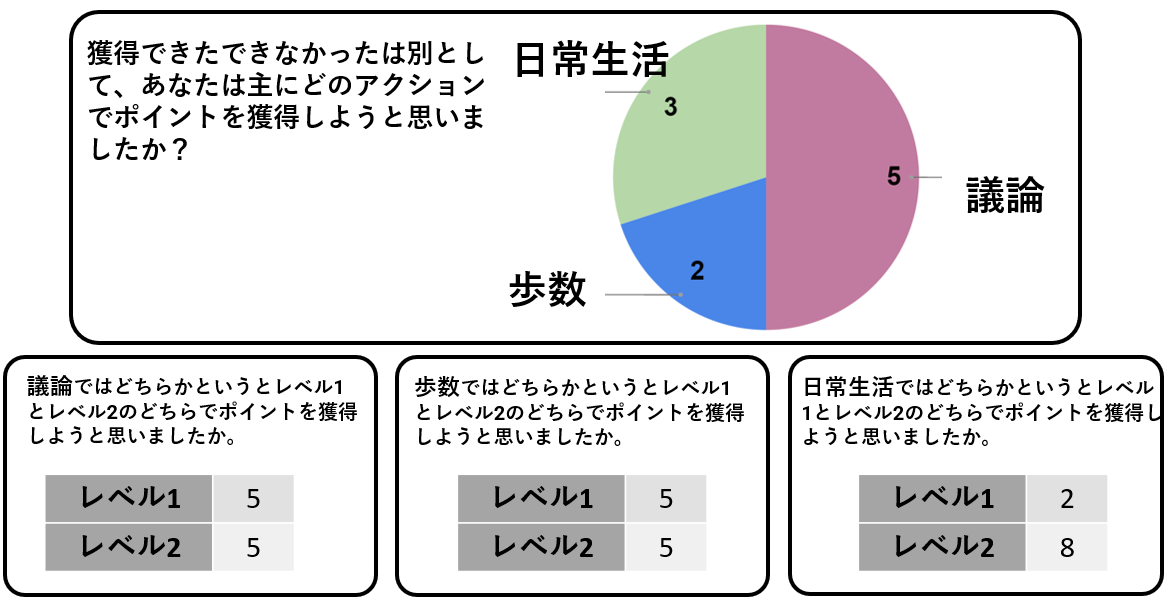 獲得できたできなかったは別とし
て、あなたは主にどのアクション
でポイントを獲得しようと思いま
したか？
日常生活
3
5
議論
歩数
2
議論ではどちらかというとレベル1
とレベル2のどちらでポイントを獲得
しようと思いましたか。
レベル1 5
レベル2 5
歩数ではどちらかというとレベル1
とレベル2のどちらでポイントを獲得
しようと思いましたか。
レベル1 5
レベル2 5
日常生活ではどちらかというとレベル
1とレベル2のどちらでポイントを獲得し
ようと思いましたか。
レベル1 2
レベル2 8